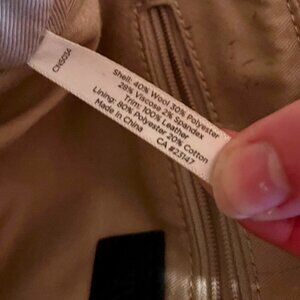 CNSGSIA
Shell: 40% Wool 30% Polyester
28% Viscose 2% Spandex
Trim: 100% Leather
Lining: 80% Polyester 20% Cotton
Made in China
CA #23147